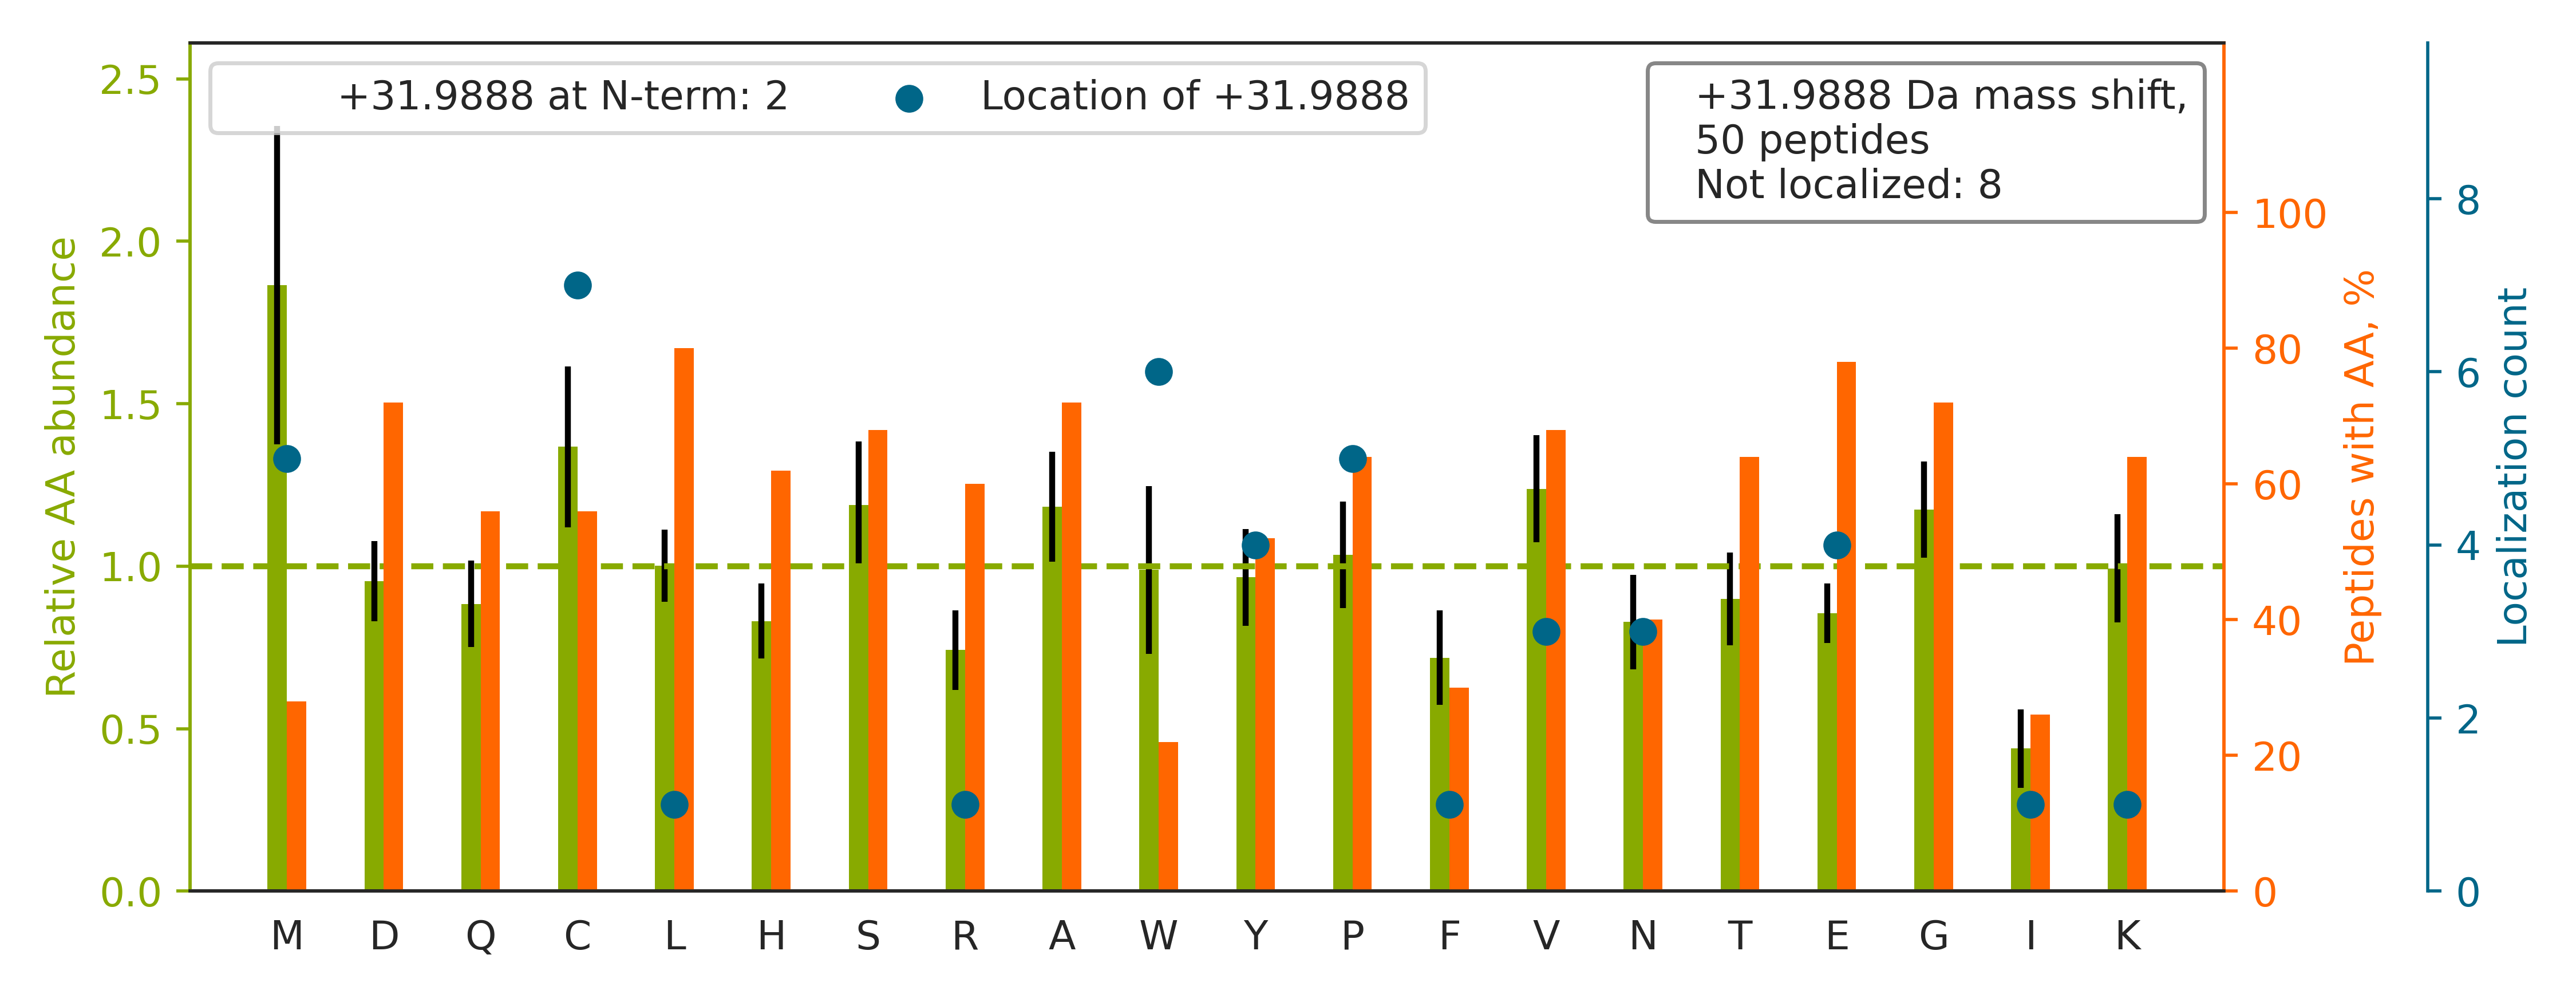 +31.9888 at N-term: 2
Location of +31.9888
+31.9888 Da mass shift,
50 peptides
Not localized: 8
Relative AA abundance
2.5
2.0
1.5
1.0
0.5
0.0
100
80
60
40
20
0
Peptides with AA, %
8
6
4
2
0
Localization count
M D Q C L H S R A W Y P F V N T E G I K